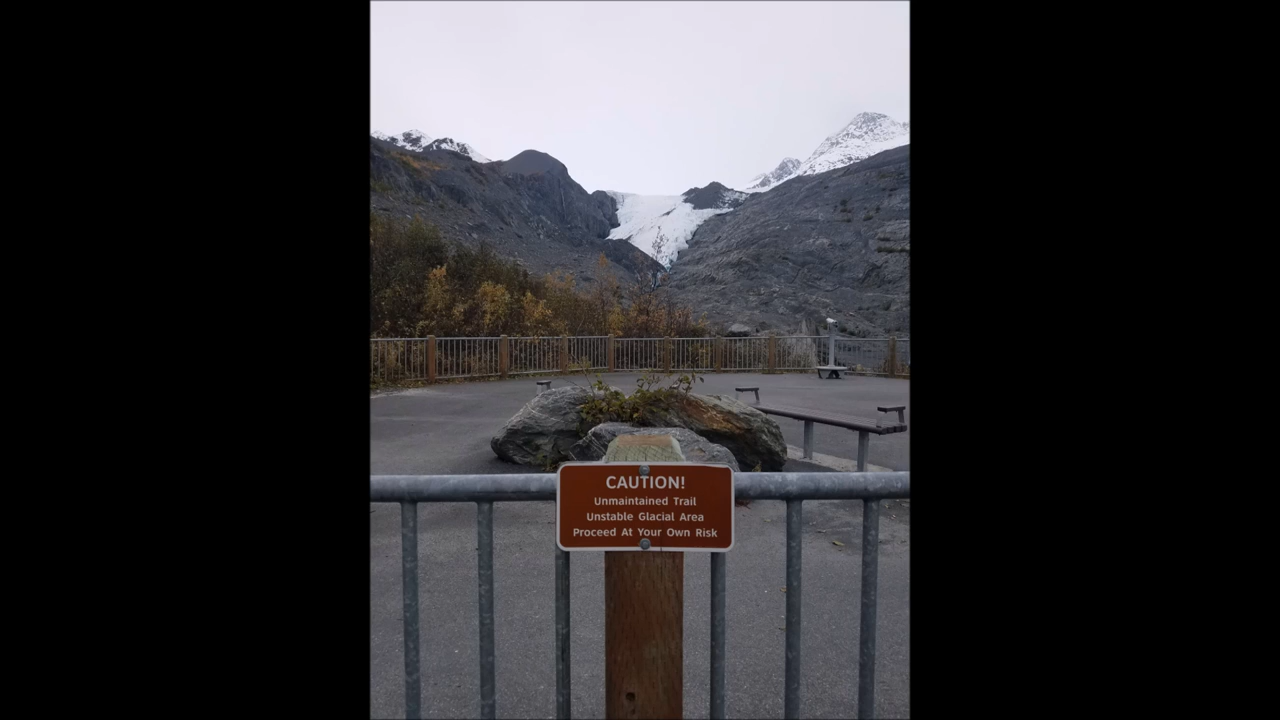 CAUTION!
Unmaintained Trail
Unstable Glacial Area
Proceed At Your Own Risk